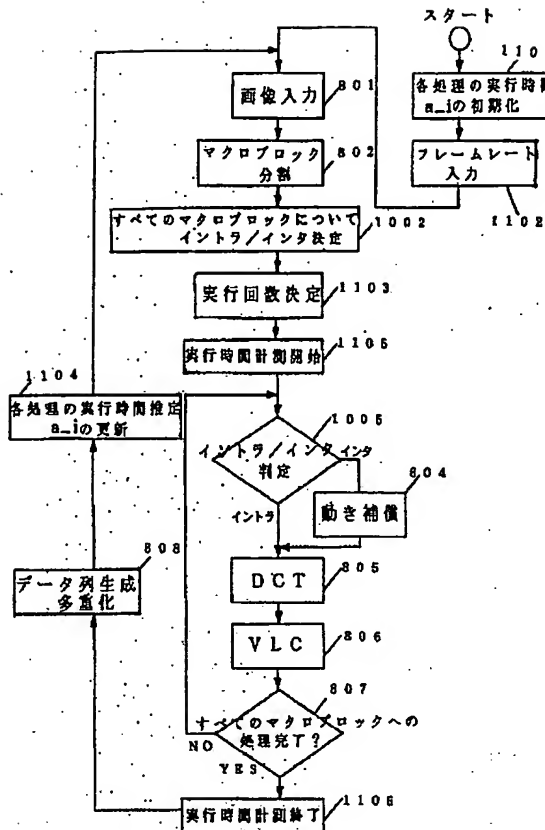 スタート
110
各処理の実行時間
a_iの初期化
フレームレート
入力
1102
画像入力
801
マクロブロック
分割
802
すべてのマクロブロックについて
イントラ/インタ決定
1002
実行回数決定
1103
実行時間計測開始
1105
1104
各処理の実行時間推定
a_iの更新
イントラ/インタ
判定
1005
インタ
イントラ
動き補償
804
DCT
805
VLC
806
データ列生成
多重化
808
すべてのマクロブロックへの
処理完了?
807
NO
YES
実行時間計測終了
1106